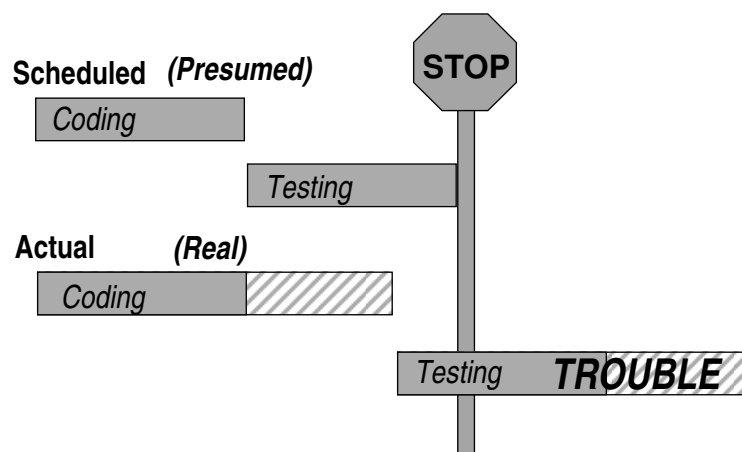 STOP
Scheduled (Presumed)
Coding
Testing
Actual (Real)
Coding
Testing TROUBLE